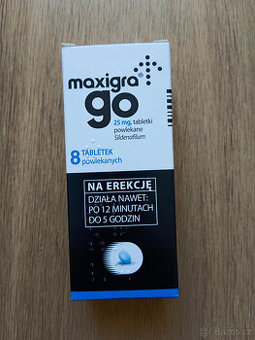 maxigra®
go
25 mg, tabletki
powlekane
Sildenafilum
8 TABLETEK
powlekanych
NA EREKCJĘ
DZIAŁA NAWET:
PO 12 MINUTACH
DO 5 GODZIN